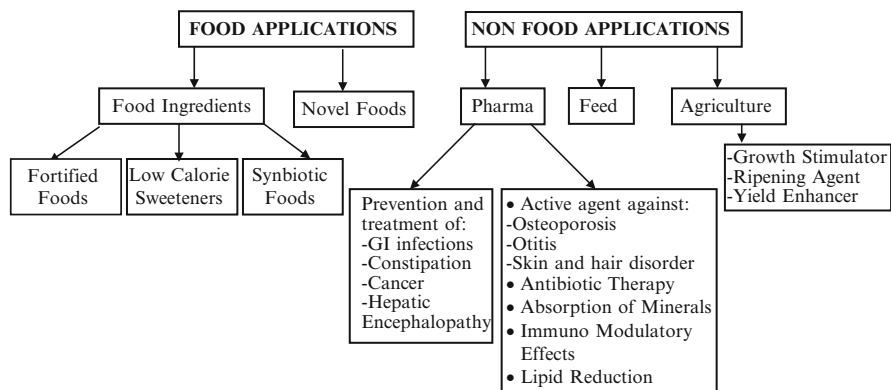 FOOD APPLICATIONS
NON FOOD APPLICATIONS
Food Ingredients
Novel Foods
Pharma
Feed
Agriculture
Fortified
Foods
Low Calorie
Sweeteners
Synbiotic
Foods
Prevention and
treatment of:
-GI infections
-Constipation
-Cancer
-Hepatic
Encephalopathy
• Active agent against:
-Osteoporosis
-Otitis
-Skin and hair disorder
• Antibiotic Therapy
• Absorption of Minerals
• Immuno Modulatory
Effects
• Lipid Reduction
-Growth Stimulator
-Ripening Agent
-Yield Enhancer